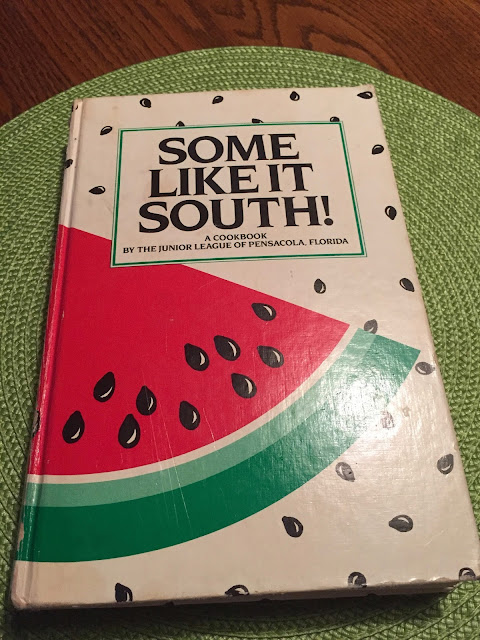 SOME
LIKE IT
SOUTH!
A COOKBOOK
BY THE JUNIOR LEAGUE OF PENSACOLA, FLORIDA